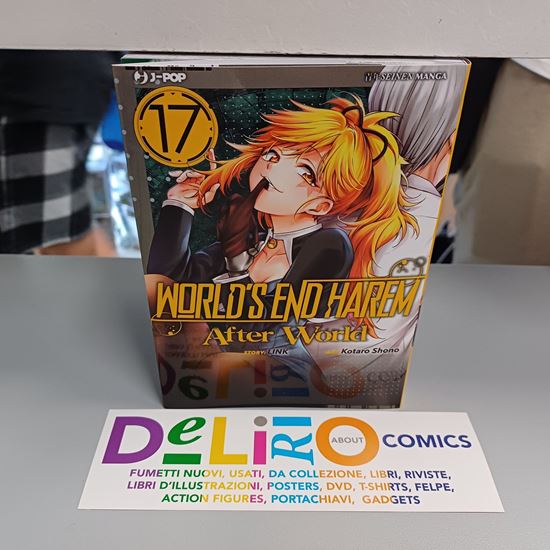 J-POP
J-SEINEN MANGA
17
WORLD'S END HAREM
After World
STORY: LINK
Kotaro Shono
DeLiRiO ABOUT COMICS
FUMETTI NUOVI, USATI, DA COLLEZIONE, LIBRI, RIVISTE,
LIBRI D'ILLUSTRAZIONI, POSTERS, DVD, T-SHIRTS, FELPE,
ACTION FIGURES, PORTACHIAVI, GADGETS